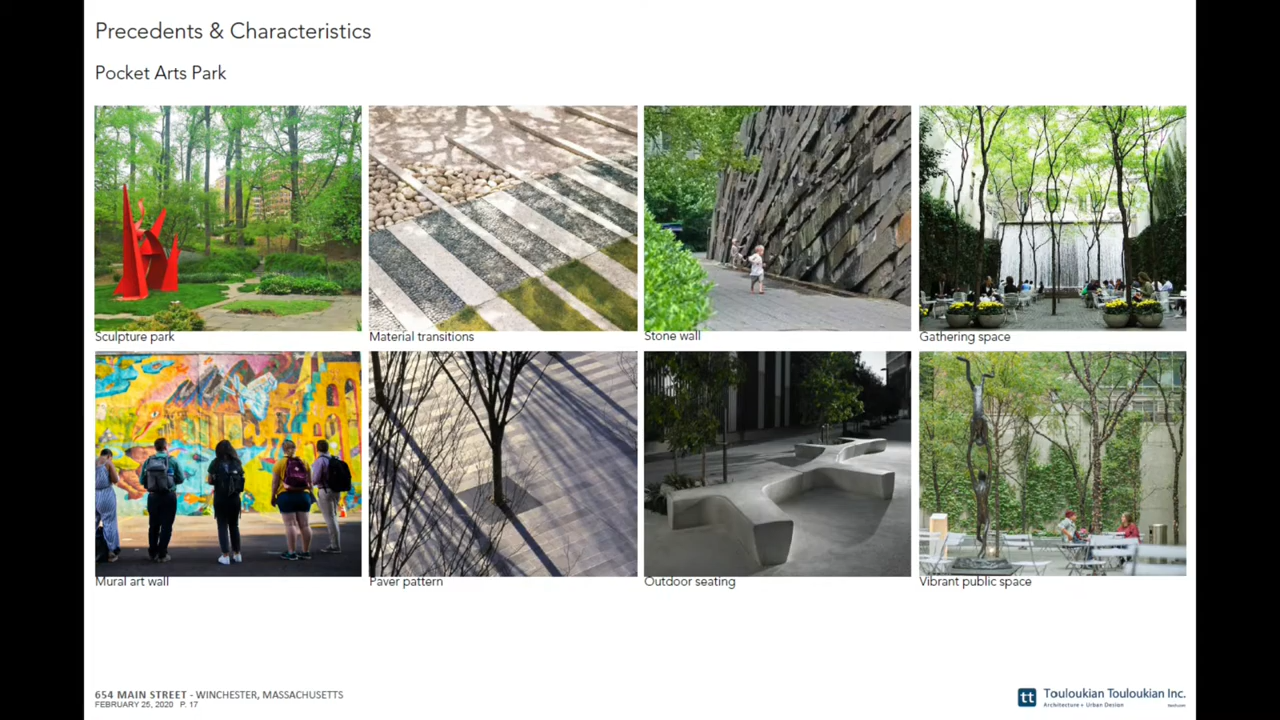 Precedents & Characteristics
Pocket Arts Park
Sculpture park
Material transitions
Stone wall
Gathering space
Mural art wall
Paver pattern
Outdoor seating
Vibrant public space
654 MAIN STREET - WINCHESTER, MASSACHUSETTS
FEBRUARY 25, 2020 P. 17
tt
Touloukian Touloukian Inc.
Architecture + Urban Design